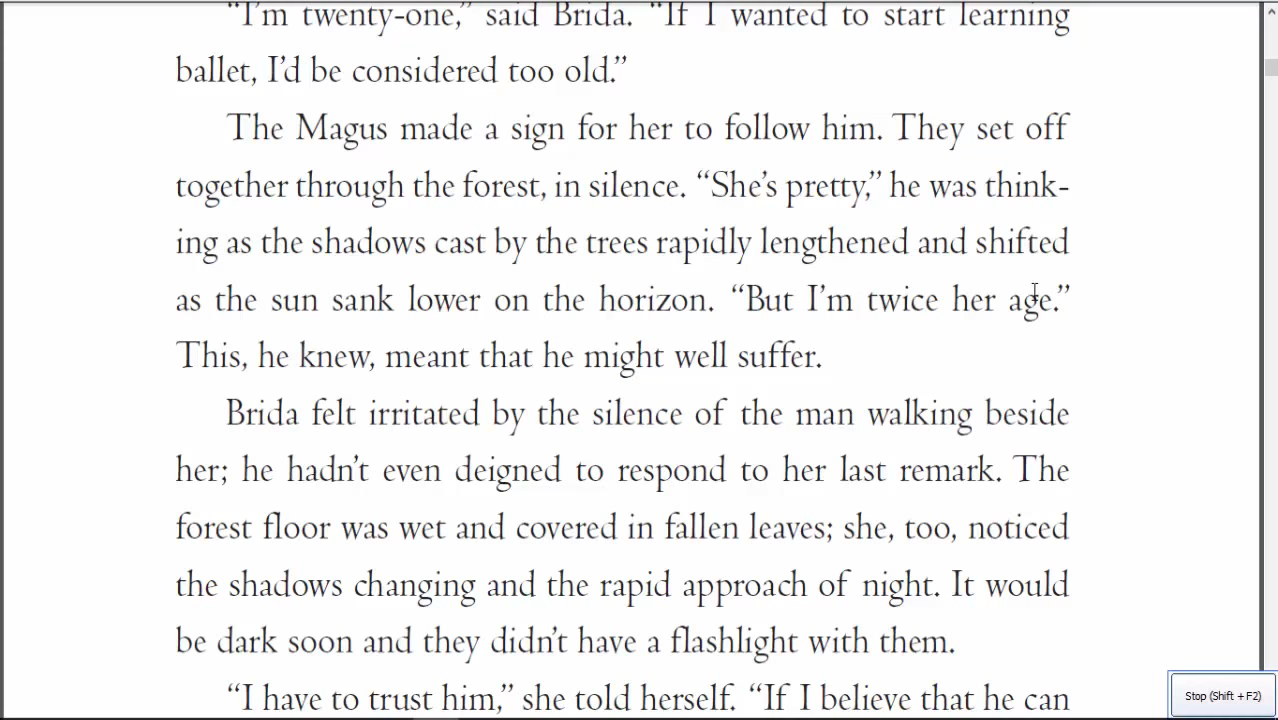 “I’m twenty-one,” said Brida. “If I wanted to start learning
ballet, I’d be considered too old.”
The Magus made a sign for her to follow him. They set off
together through the forest, in silence. “She’s pretty,” he was think-
ing as the shadows cast by the trees rapidly lengthened and shifted
as the sun sank lower on the horizon. “But I’m twice her age.”
This, he knew, meant that he might well suffer.
Brida felt irritated by the silence of the man walking beside
her; he hadn’t even deigned to respond to her last remark. The
forest floor was wet and covered in fallen leaves; she, too, noticed
the shadows changing and the rapid approach of night. It would
be dark soon and they didn’t have a flashlight with them.
“I have to trust him,” she told herself. “If I believe that he can
Stop (Shift + F2)